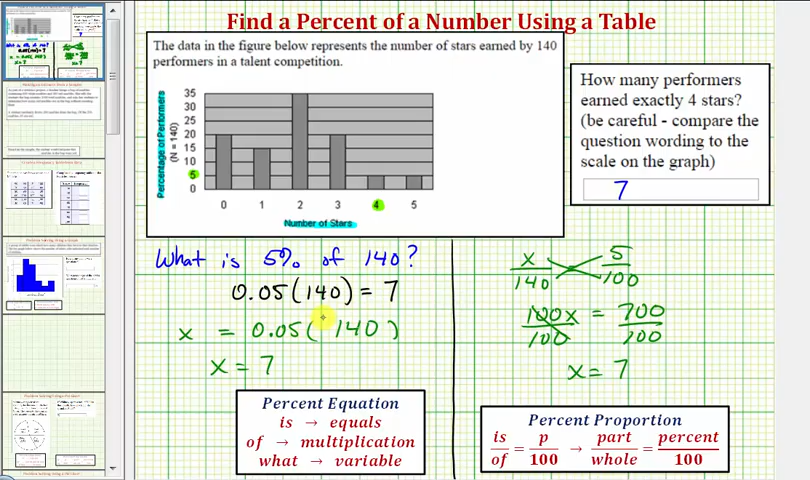 Find a Percent of a Number Using a Table
The data in the figure below represents the number of stars earned by 140
performers in a talent competition.
Percentage of Performers
(N = 140)
35
30
25
20
15
10
5
0
0 1 2 3 4 5
Number of Stars
How many performers
earned exactly 4 stars?
(be careful - compare the
question wording to the
scale on the graph)
7
What is 5% of 140?
0.05(140) = 7
x = 0.05( 140)
x = 7
Percent Equation
is → equals
of → multiplication
what → variable
x/140 5/100
100x/100 = 700/100
x = 7
Percent Proportion
is/of = p/100 → part/whole = percent/100